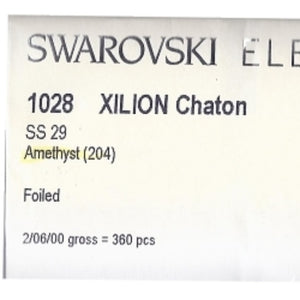 SWAROVSKI ELE
1028 XILION Chaton
SS 29
Amethyst (204)
Foiled
2/06/00 gross = 360 pcs